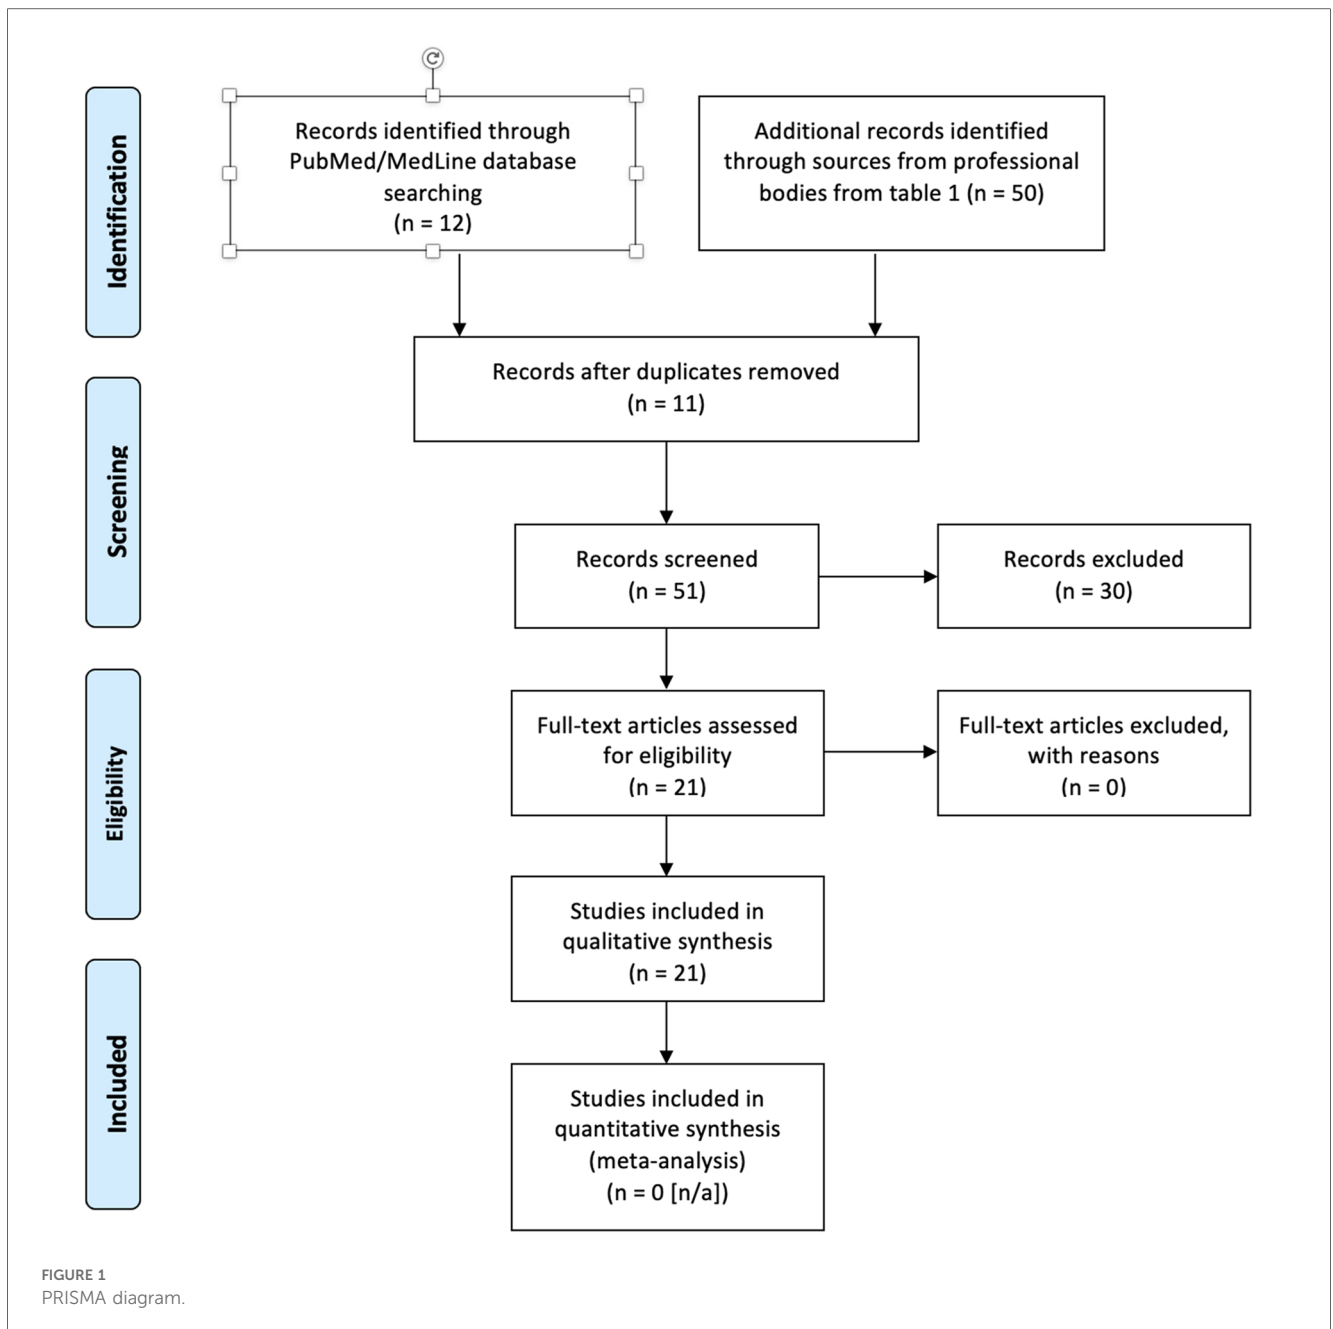 Identification
Records identified through
PubMed/MedLine database
searching
(n = 12)
Additional records identified
through sources from professional
bodies from table 1 (n = 50)
Records after duplicates removed
(n = 11)
Screening
Records screened
(n = 51)
Records excluded
(n = 30)
Eligibility
Full-text articles assessed
for eligibility
(n = 21)
Full-text articles excluded,
with reasons
(n = 0)
Studies included in
qualitative synthesis
(n = 21)
Included
Studies included in
quantitative synthesis
(meta-analysis)
(n = 0 [n/a])
FIGURE 1
PRISMA diagram.